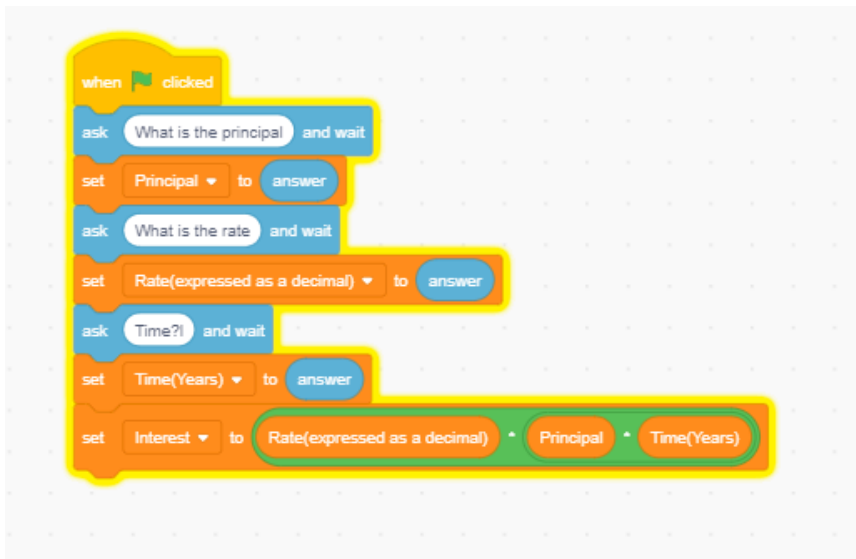 when clicked
ask What is the principal and wait
set Principal to answer
ask What is the rate and wait
set Rate(expressed as a decimal) to answer
ask Time?| and wait
set Time(Years) to answer
set Interest to Rate(expressed as a decimal) * Principal * Time(Years)